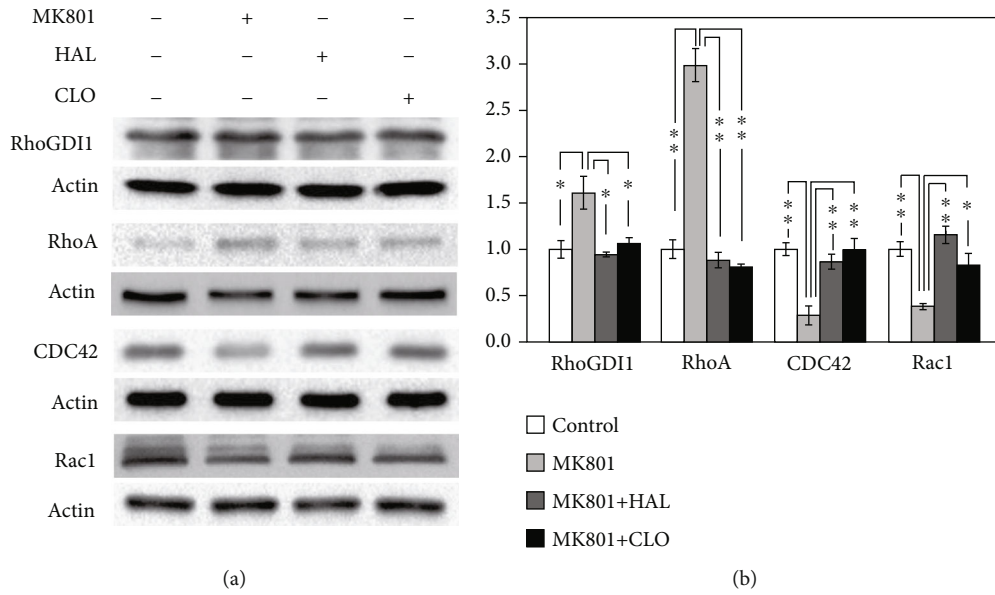 MK801 – + – –
HAL – – + –
CLO – – – +
RhoGDI1
Actin
RhoA
Actin
CDC42
Actin
Rac1
Actin
(a)
3.5
3.0
2.5
2.0
1.5
1.0
0.5
0.0
* * *
** ** **
** ** **
** ** *
RhoGDI1 RhoA CDC42 Rac1
Control
MK801
MK801+HAL
MK801+CLO
(b)